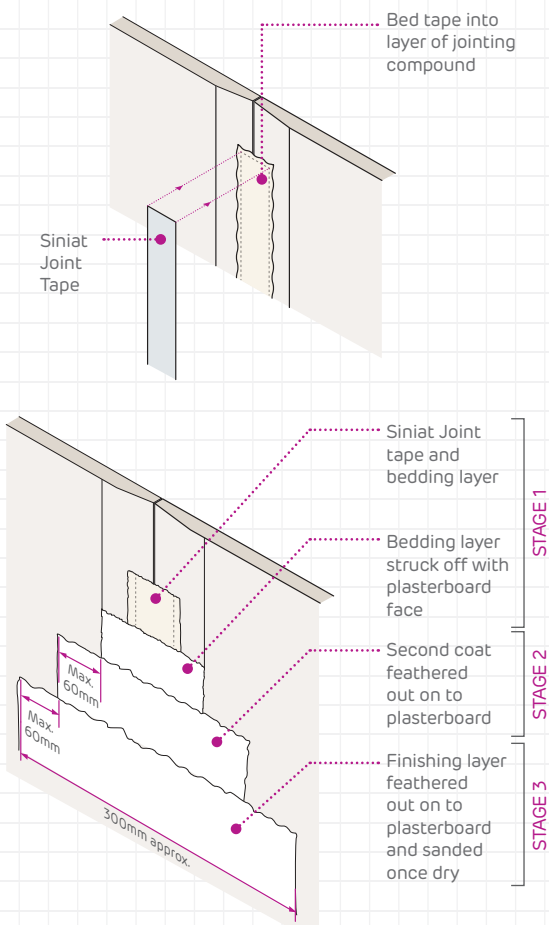 Bed tape into
layer of jointing
compound
Siniat
Joint
Tape
Siniat Joint
tape and
bedding layer
Bedding layer
struck off with
plasterboard
face
STAGE 1
Second coat
feathered
out on to
plasterboard
STAGE 2
Finishing layer
feathered
out on to
plasterboard
and sanded
once dry
STAGE 3
Max.
60mm
Max.
60mm
300mm approx.